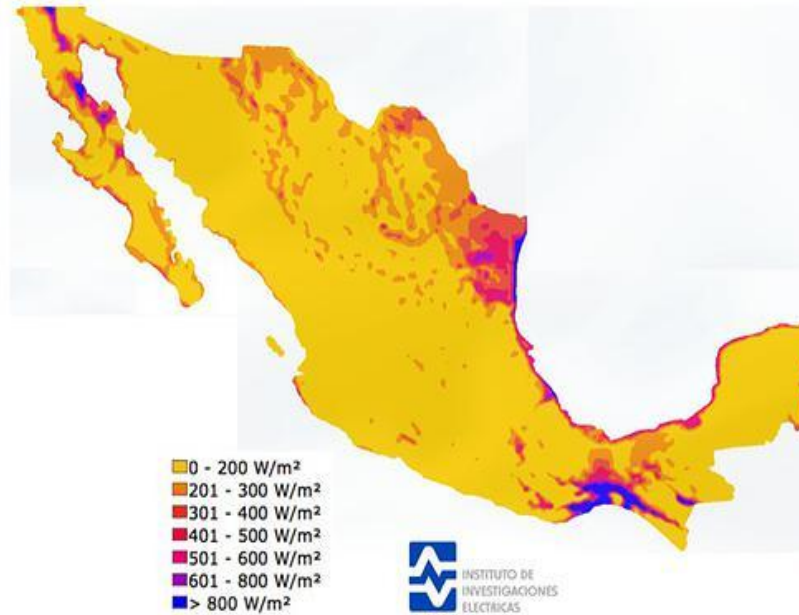 0 - 200 W/m²
201 - 300 W/m²
301 - 400 W/m²
401 - 500 W/m²
501 - 600 W/m²
601 - 800 W/m²
> 800 W/m²
INSTITUTO DE
INVESTIGACIONES
ELECTRICAS